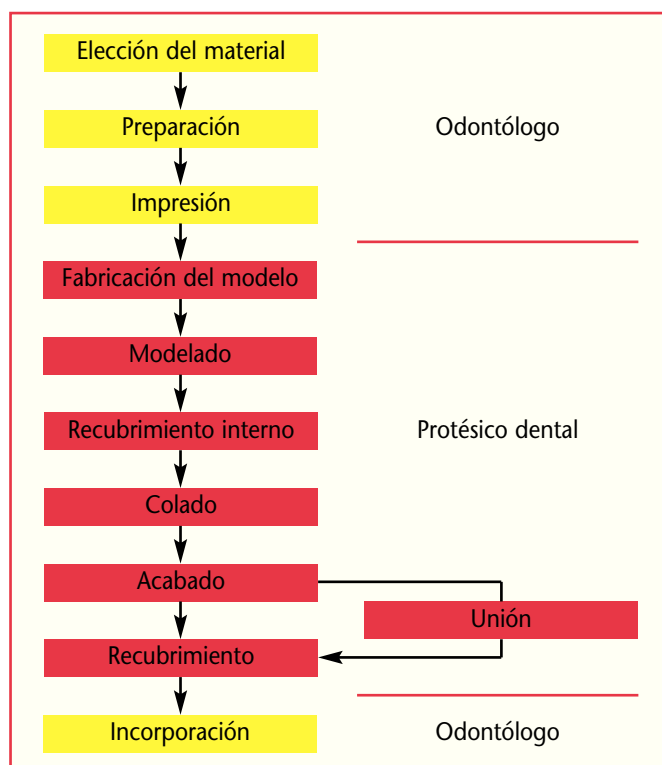 Elección del material
Preparación
Odontólogo
Impresión
Fabricación del modelo
Modelado
Recubrimiento interno
Protésico dental
Colado
Acabado
Unión
Recubrimiento
Incorporación
Odontólogo